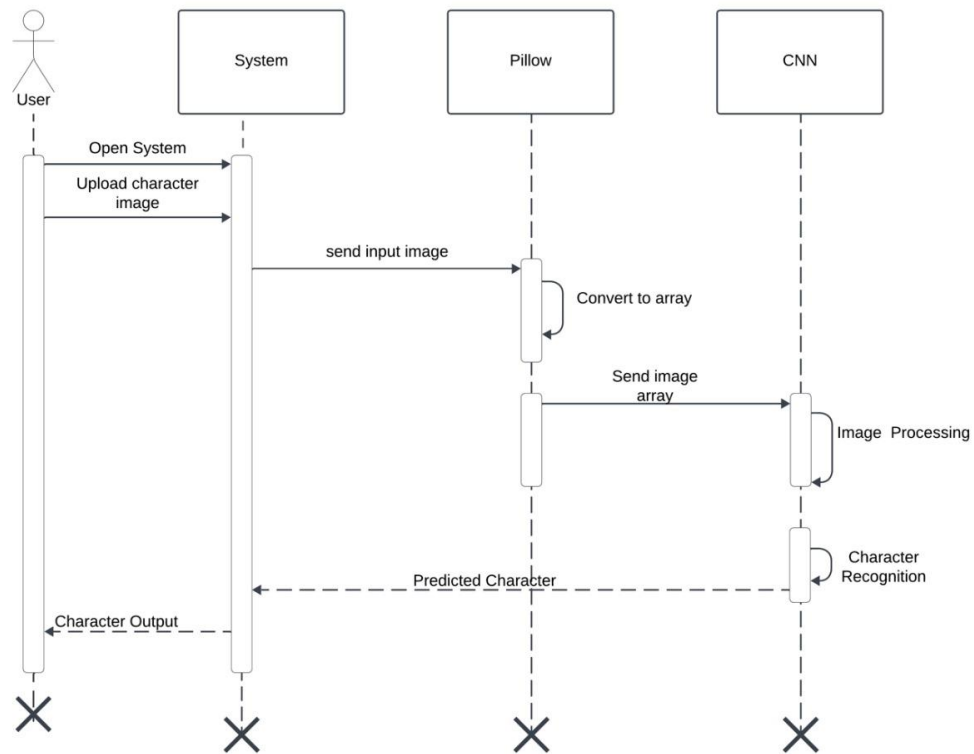 System
Pillow
CNN
User
Open System
Upload character
image
send input image
Convert to array
Send image
array
Image  Processing
Character
Recognition
Predicted Character
Character Output